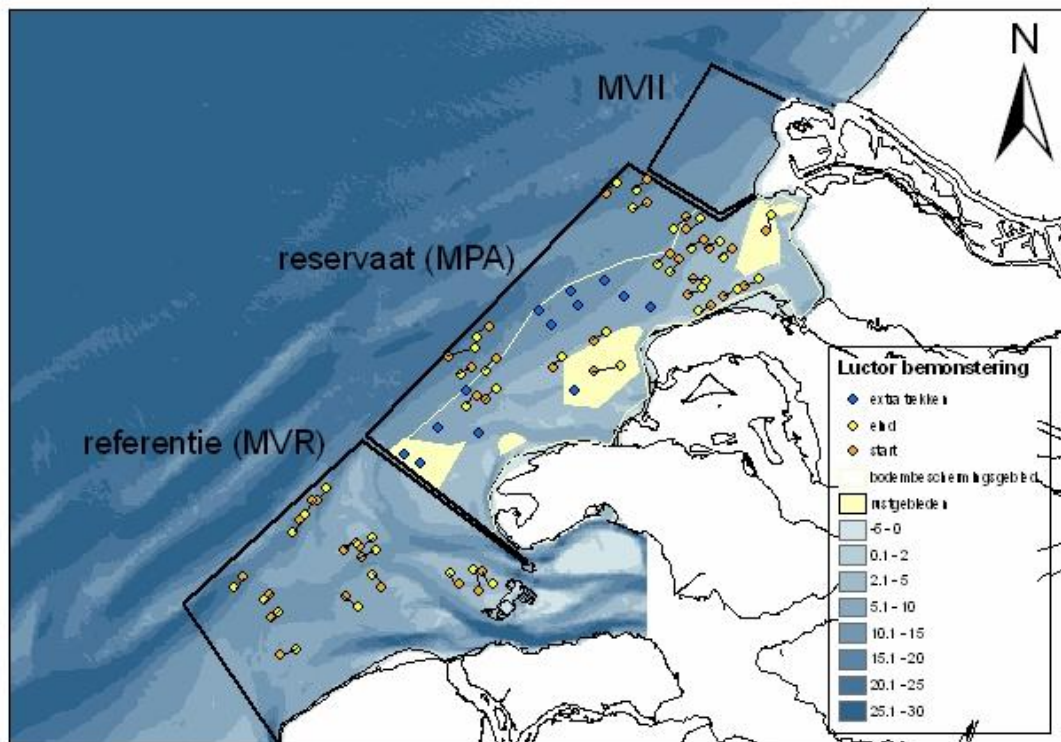 N
MVII
reservaat (MPA)
referentie (MVR)
Luctor bemonstering
extra trekken
eind
start
bodembeschermingsgebied
rustgebieden
-5 - 0
0.1 - 2
2.1 - 5
5.1 - 10
10.1 - 15
15.1 - 20
20.1 - 25
25.1 - 30